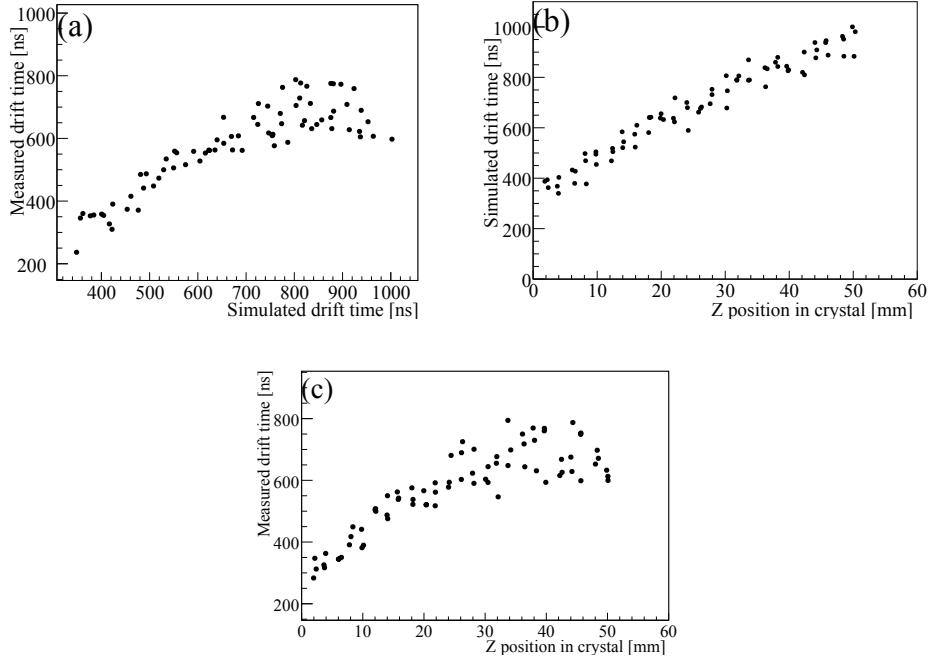 (a)
Measured drift time [ns]
1000
800
600
400
200
400 500 600 700 800 900 1000
Simulated drift time [ns]
(b)
Simulated drift time [ns]
1000
800
600
400
200
0
0 10 20 30 40 50 60
Z position in crystal [mm]
(c)
Measured drift time [ns]
800
600
400
200
0 10 20 30 40 50 60
Z position in crystal [mm]